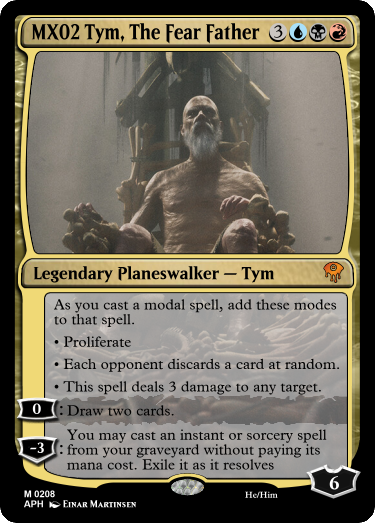 MX02 Tym, The Fear Father 3
Legendary Planeswalker — Tym
As you cast a modal spell, add these modes
to that spell.
• Proliferate
• Each opponent discards a card at random.
• This spell deals 3 damage to any target.
0 : Draw two cards.
You may cast an instant or sorcery spell
-3 : from your graveyard without paying its
mana cost. Exile it as it resolves
6
M 0208
APH Einar Martinsen
He/Him